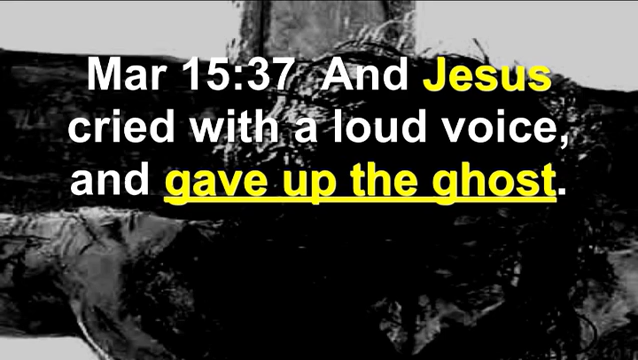 Mar 15:37 And Jesus
cried with a loud voice,
and gave up the ghost.